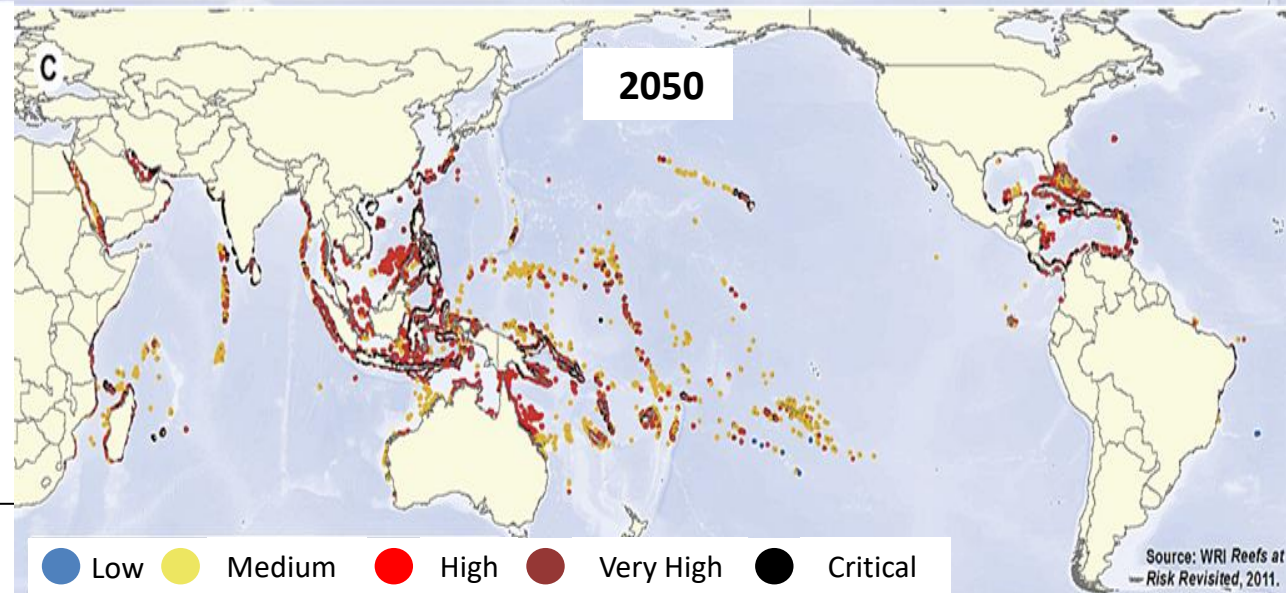 C
2050
Low Medium High Very High Critical
Source: WRI Reefs at
Risk Revisited, 2011.